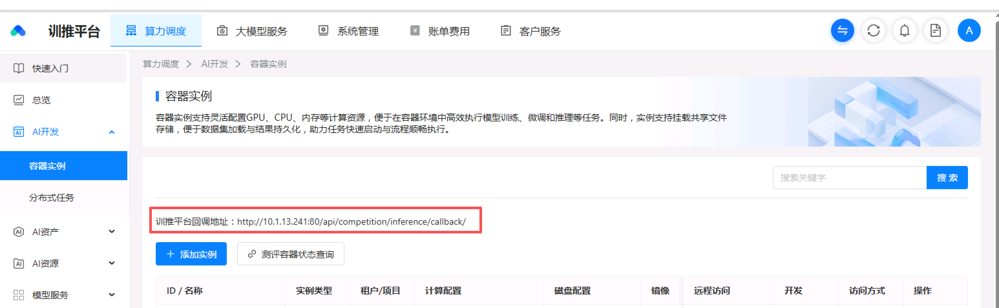 训推平台
算力调度
大模型服务
系统管理
账单费用
客户服务
A
快速入门
总览
AI开发
容器实例
分布式任务
AI资产
AI资源
模型服务
算力调度 > AI开发 > 容器实例
容器实例
容器实例支持灵活配置GPU、CPU、内存等计算资源，便于在容器环境中高效执行模型训练、微调和推理等任务。同时，实例支持挂载共享文件
存储，便于数据集加载与结果持久化，助力任务快速启动与流程顺畅执行。
搜索关键字
搜 索
训推平台回调地址：http://10.1.13.241:80/api/competition/inference/callback/
添加实例
测评容器状态查询
ID / 名称
实例类型
租户/项目
计算配置
磁盘配置
镜像
远程访问
开发
访问方式
操作